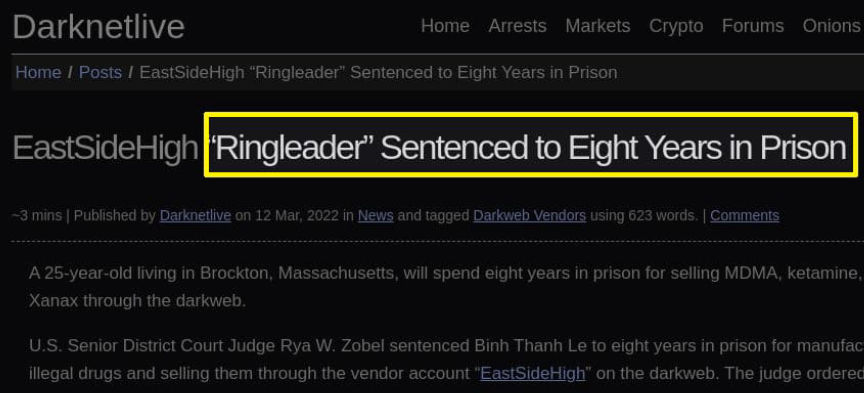 Darknetlive
Home Arrests Markets Crypto Forums Onions
Home / Posts / EastSideHigh “Ringleader” Sentenced to Eight Years in Prison
EastSideHigh “Ringleader” Sentenced to Eight Years in Prison
~3 mins | Published by Darknetlive on 12 Mar, 2022 in News and tagged Darkweb Vendors using 623 words. | Comments
A 25-year-old living in Brockton, Massachusetts, will spend eight years in prison for selling MDMA, ketamine,
Xanax through the darkweb.
U.S. Senior District Court Judge Rya W. Zobel sentenced Binh Thanh Le to eight years in prison for manufac
illegal drugs and selling them through the vendor account “EastSideHigh” on the darkweb. The judge ordered